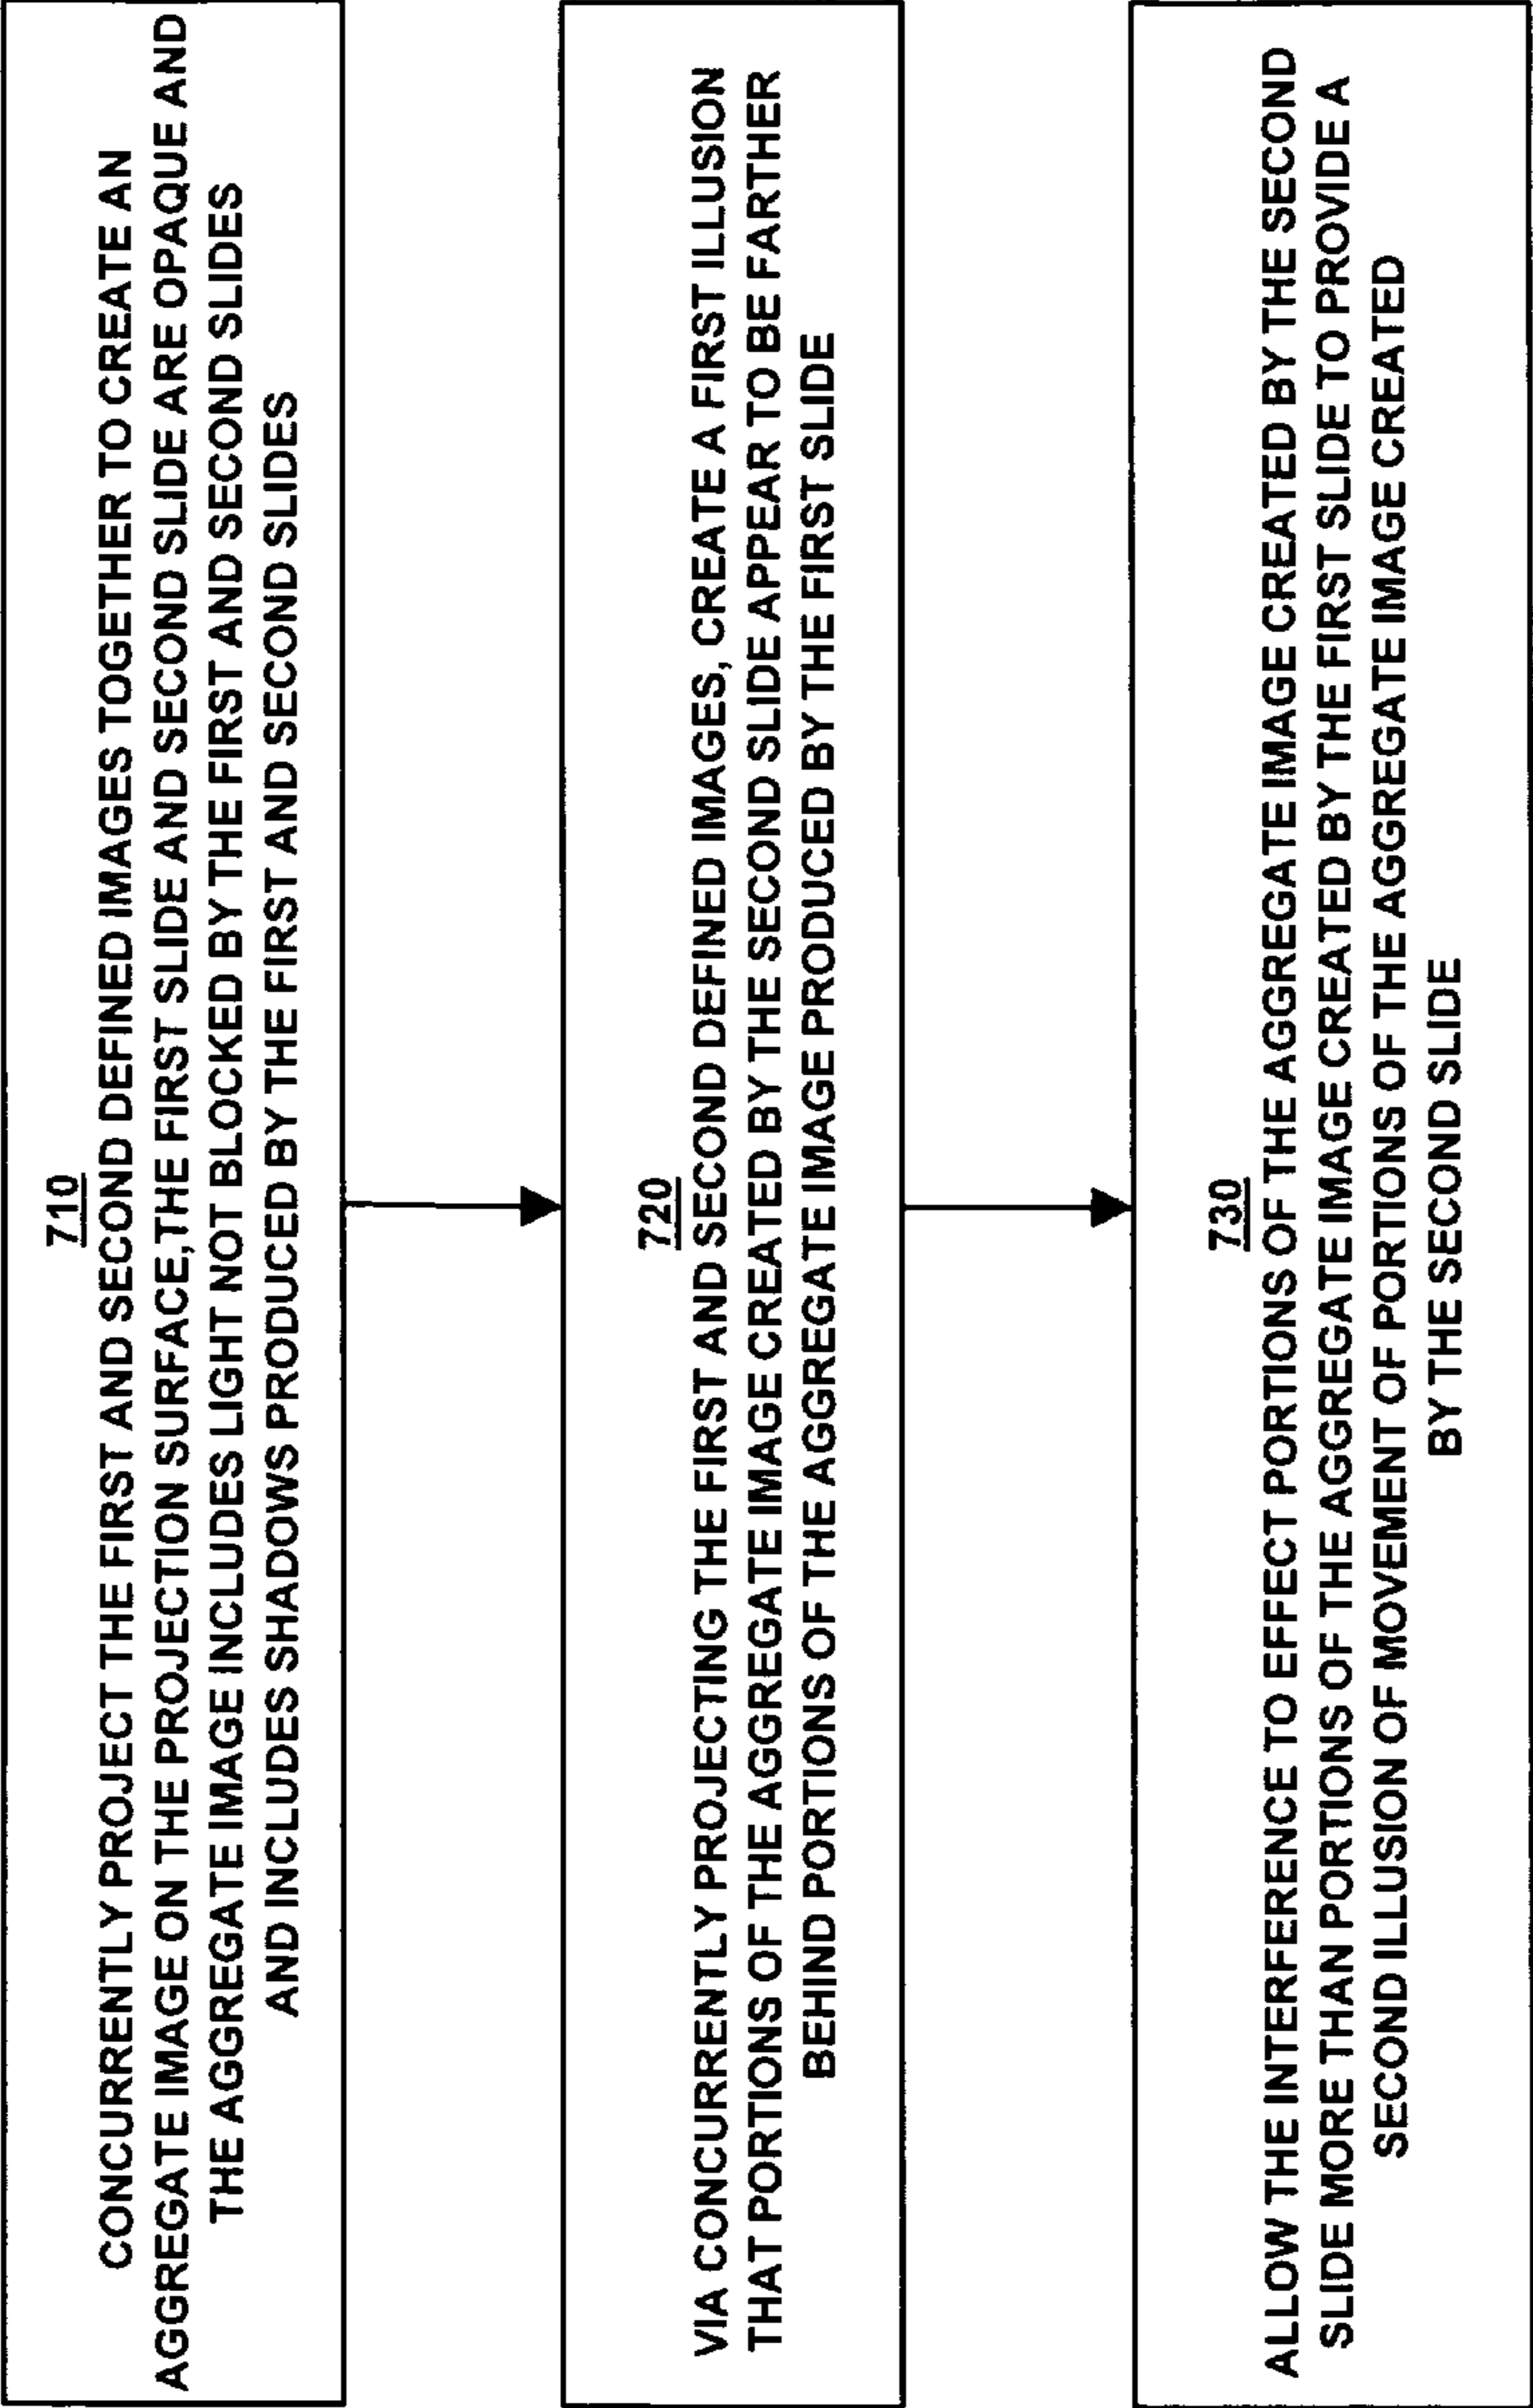 710
CONCURRENTLY PROJECT THE FIRST AND SECOND DEFINED IMAGES TOGETHER TO CREATE AN
AGGREGATE IMAGE ON THE PROJECTION SURFACE,THE FIRST SLIDE AND SECOND SLIDE ARE OPAQUE AND
THE AGGREGATE IMAGE INCLUDES LIGHT NOT BLOCKED BY THE FIRST AND SECOND SLIDES
AND INCLUDES SHADOWS PRODUCED BY THE FIRST AND SECOND SLIDES
720
VIA CONCURRENTLY PROJECTING THE FIRST AND SECOND DEFINED IMAGES, CREATE A FIRST ILLUSION
THAT PORTIONS OF THE AGGREGATE IMAGE CREATED BY THE SECOND SLIDE APPEAR TO BE FARTHER
BEHIND PORTIONS OF THE AGGREGATE IMAGE PRODUCED BY THE FIRST SLIDE
730
ALLOW THE INTERFERENCE TO EFFECT PORTIONS OF THE AGGREGATE IMAGE CREATED BY THE SECOND
SLIDE MORE THAN PORTIONS OF THE AGGREGATE IMAGE CREATED BY THE FIRST SLIDE TO PROVIDE A
SECOND ILLUSION OF MOVEMENT OF PORTIONS OF THE AGGREGATE IMAGE CREATED
BY THE SECOND SLIDE